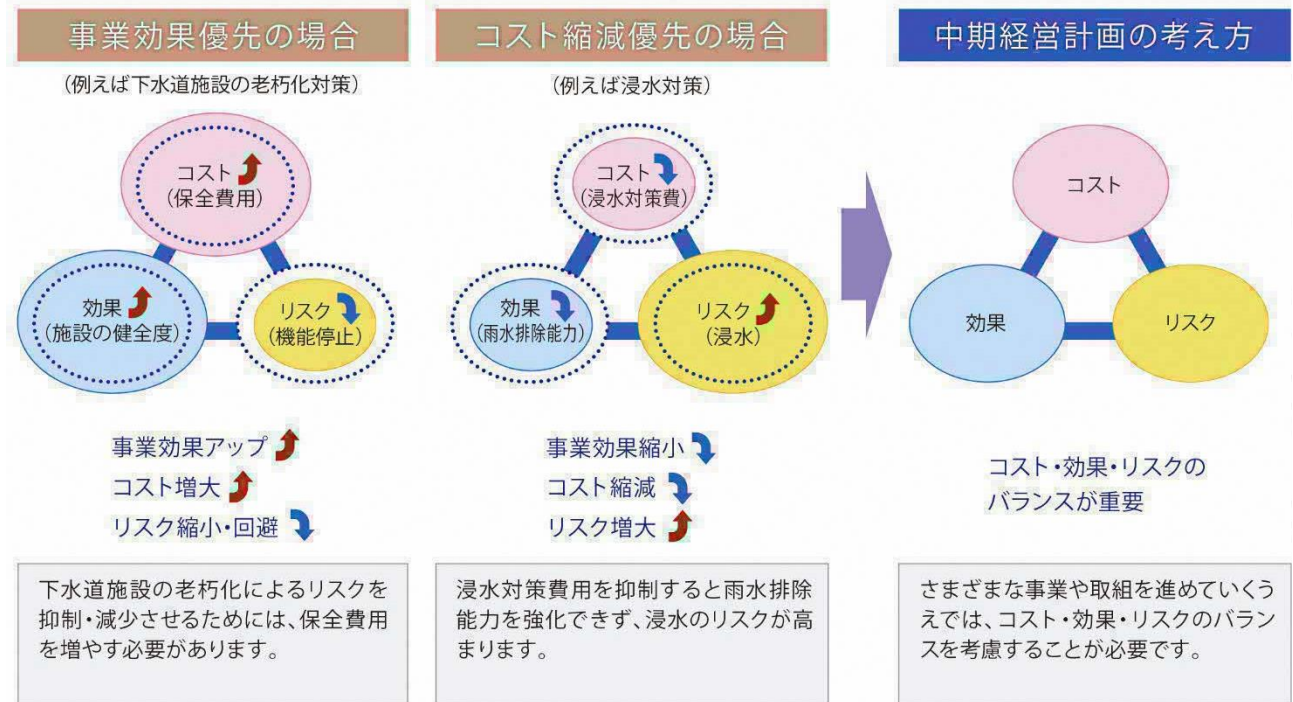 事業効果優先の場合
(例えば下水道施設の老朽化対策)
コスト
(保全費用)
効果
(施設の健全度)
リスク
(機能停止)
事業効果アップ
コスト増大
リスク縮小・回避
下水道施設の老朽化によるリスクを
抑制・減少させるためには、保全費用
を増やす必要があります。
コスト縮減優先の場合
(例えば浸水対策)
コスト
(浸水対策費)
効果
(雨水排除能力)
リスク
(浸水)
事業効果縮小
コスト縮減
リスク増大
浸水対策費用を抑制すると雨水排除
能力を強化できず、浸水のリスクが高
まります。
中期経営計画の考え方
コスト
効果
リスク
コスト・効果・リスクの
バランスが重要
さまざまな事業や取組を進めていくう
えでは、コスト・効果・リスクのバラン
スを考慮することが必要です。